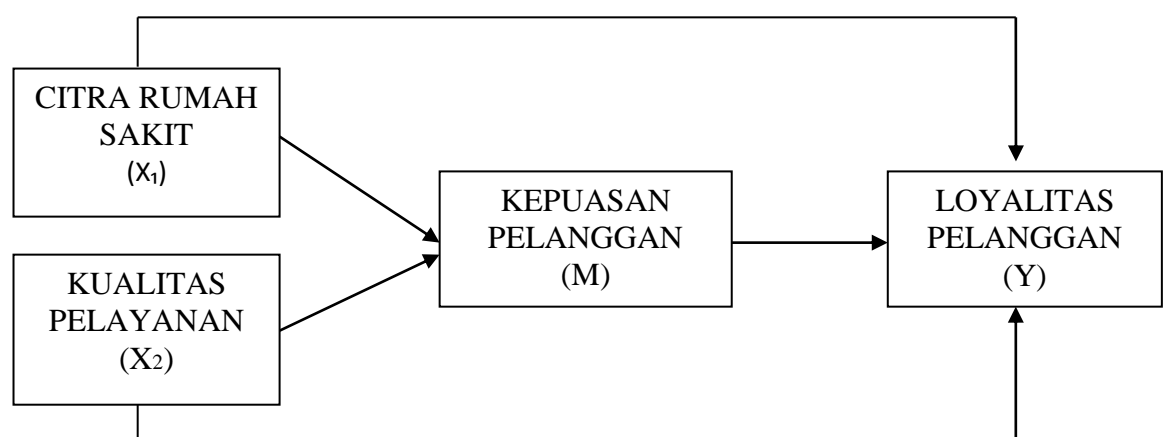 CITRA RUMAH
SAKIT
(X₁)
KUALITAS
PELAYANAN
(X₂)
KEPUASAN
PELANGGAN
(M)
LOYALITAS
PELANGGAN
(Y)